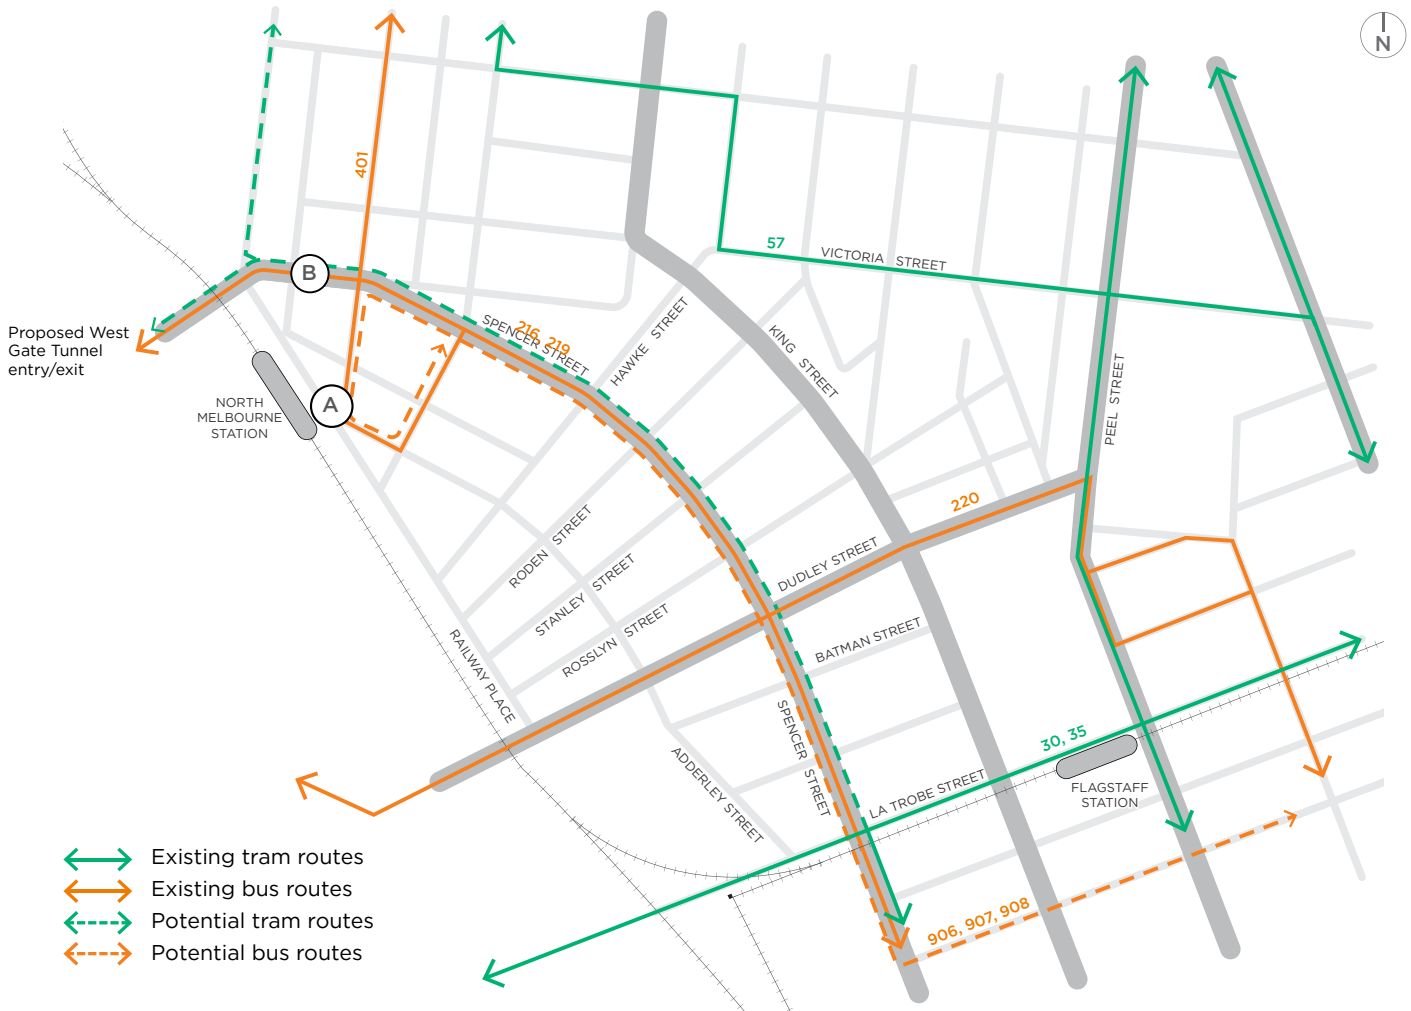 N
401
B
57
VICTORIA STREET
Proposed West
Gate Tunnel
entry/exit
SPENCER STREET
216, 219
HAWKE STREET
KING STREET
PEEL STREET
NORTH
MELBOURNE
STATION
A
220
RODEN STREET
STANLEY STREET
ROSSLYN STREET
DUDLEY STREET
BATMAN STREET
RAILWAY PLACE
SPENCER STREET
ADDERLEY STREET
30, 35
LA TROBE STREET
FLAGSTAFF
STATION
906, 907, 908
Existing tram routes
Existing bus routes
Potential tram routes
Potential bus routes